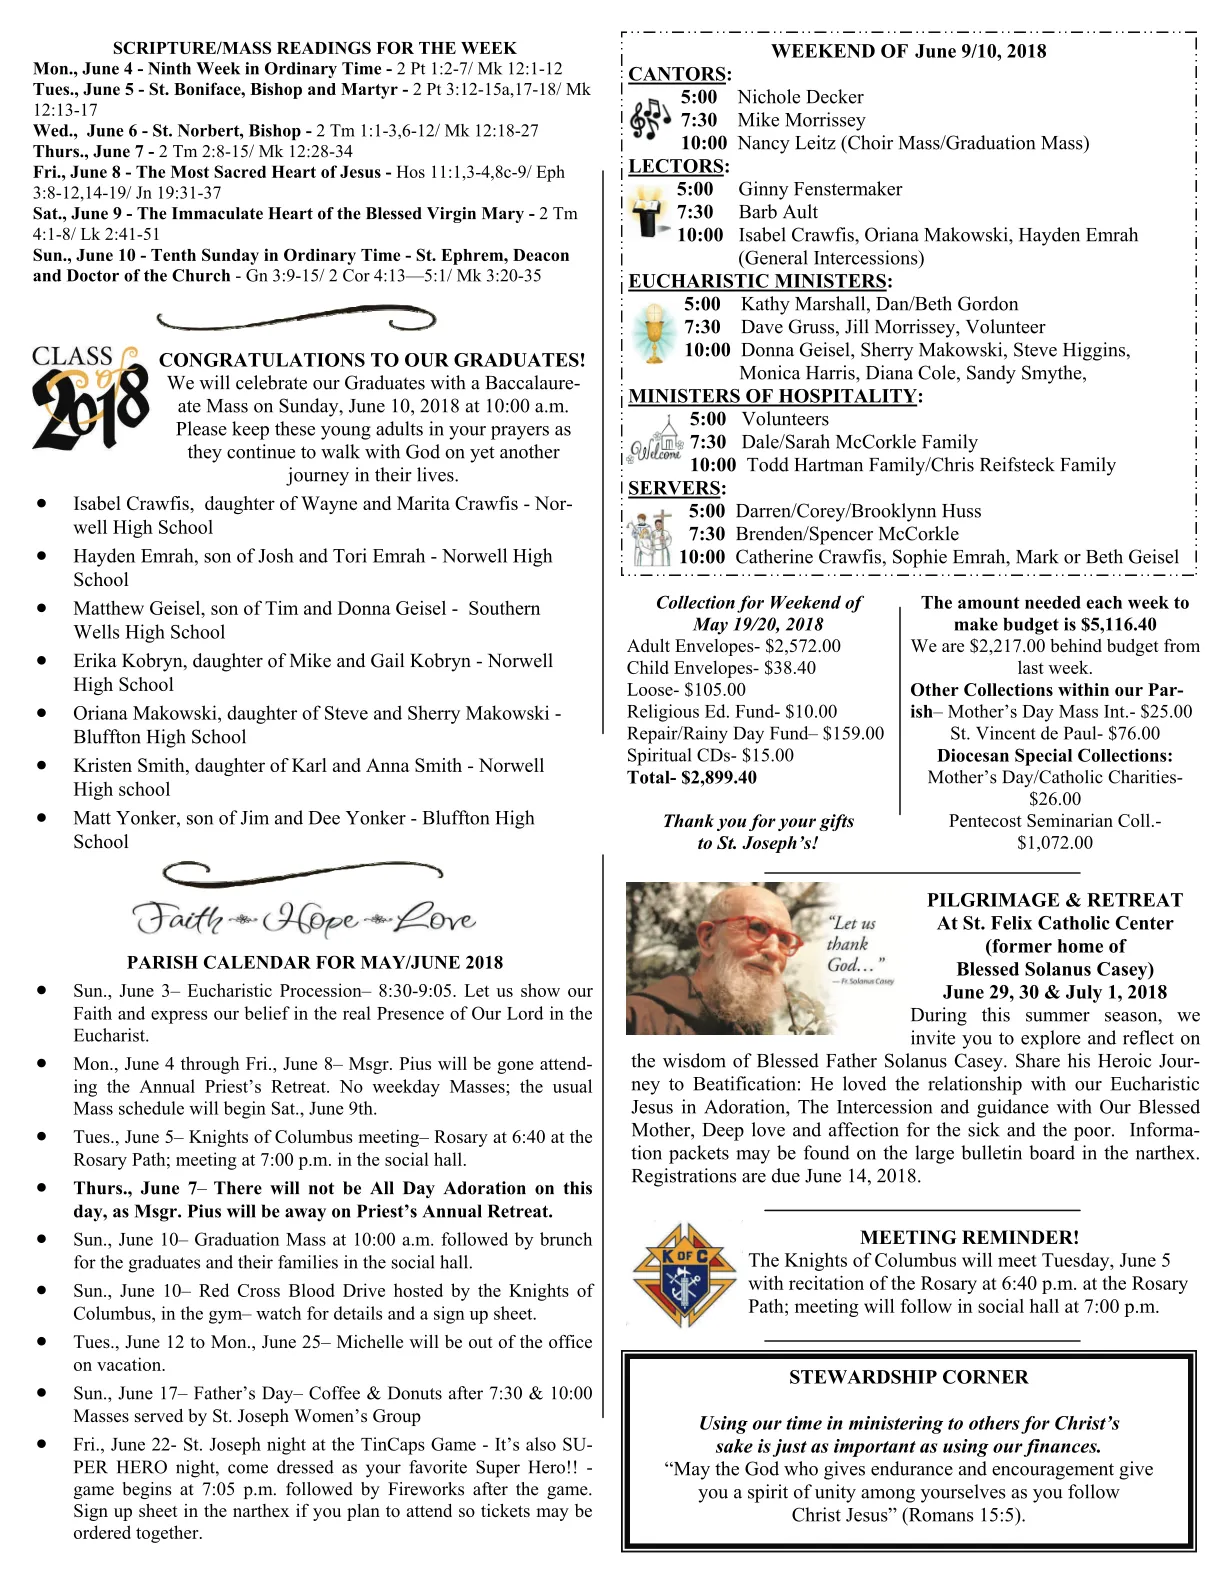 SCRIPTURE/MASS READINGS FOR THE WEEK
Mon., June 4 - Ninth Week in Ordinary Time - 2 Pt 1:2-7/ Mk 12:1-12
Tues., June 5 - St. Boniface, Bishop and Martyr - 2 Pt 3:12-15a,17-18/ Mk
12:13-17
Wed.,  June 6 - St. Norbert, Bishop - 2 Tm 1:1-3,6-12/ Mk 12:18-27
Thurs., June 7 - 2 Tm 2:8-15/ Mk 12:28-34
Fri., June 8 - The Most Sacred Heart of Jesus - Hos 11:1,3-4,8c-9/ Eph
3:8-12,14-19/ Jn 19:31-37
Sat., June 9 - The Immaculate Heart of the Blessed Virgin Mary - 2 Tm
4:1-8/ Lk 2:41-51
Sun., June 10 - Tenth Sunday in Ordinary Time - St. Ephrem, Deacon
and Doctor of the Church - Gn 3:9-15/ 2 Cor 4:13—5:1/ Mk 3:20-35
CLASS of
2018
CONGRATULATIONS TO OUR GRADUATES!
We will celebrate our Graduates with a Baccalaure-
ate Mass on Sunday, June 10, 2018 at 10:00 a.m.
Please keep these young adults in your prayers as
they continue to walk with God on yet another
journey in their lives.
● Isabel Crawfis,  daughter of Wayne and Marita Crawfis - Nor-
well High School
● Hayden Emrah, son of Josh and Tori Emrah - Norwell High
School
● Matthew Geisel, son of Tim and Donna Geisel -  Southern
Wells High School
● Erika Kobryn, daughter of Mike and Gail Kobryn - Norwell
High School
● Oriana Makowski, daughter of Steve and Sherry Makowski -
Bluffton High School
● Kristen Smith, daughter of Karl and Anna Smith - Norwell
High school
● Matt Yonker, son of Jim and Dee Yonker - Bluffton High
School
Faith Hope Love
PARISH CALENDAR FOR MAY/JUNE 2018
● Sun., June 3– Eucharistic Procession– 8:30-9:05. Let us show our
Faith and express our belief in the real Presence of Our Lord in the
Eucharist.
● Mon., June 4 through Fri., June 8– Msgr. Pius will be gone attend-
ing the Annual Priest's Retreat. No weekday Masses; the usual
Mass schedule will begin Sat., June 9th.
● Tues., June 5– Knights of Columbus meeting– Rosary at 6:40 at the
Rosary Path; meeting at 7:00 p.m. in the social hall.
● Thurs., June 7– There will not be All Day Adoration on this
day, as Msgr. Pius will be away on Priest's Annual Retreat.
● Sun., June 10– Graduation Mass at 10:00 a.m. followed by brunch
for the graduates and their families in the social hall.
● Sun., June 10– Red Cross Blood Drive hosted by the Knights of
Columbus, in the gym– watch for details and a sign up sheet.
● Tues., June 12 to Mon., June 25– Michelle will be out of the office
on vacation.
● Sun., June 17– Father's Day– Coffee & Donuts after 7:30 & 10:00
Masses served by St. Joseph Women's Group
● Fri., June 22- St. Joseph night at the TinCaps Game - It's also SU-
PER HERO night, come dressed as your favorite Super Hero!! -
game begins at 7:05 p.m. followed by Fireworks after the game.
Sign up sheet in the narthex if you plan to attend so tickets may be
ordered together.
WEEKEND OF June 9/10, 2018
CANTORS:
5:00 Nichole Decker
7:30 Mike Morrissey
10:00 Nancy Leitz (Choir Mass/Graduation Mass)
LECTORS:
5:00 Ginny Fenstermaker
7:30 Barb Ault
10:00 Isabel Crawfis, Oriana Makowski, Hayden Emrah
(General Intercessions)
EUCHARISTIC MINISTERS:
5:00 Kathy Marshall, Dan/Beth Gordon
7:30 Dave Gruss, Jill Morrissey, Volunteer
10:00 Donna Geisel, Sherry Makowski, Steve Higgins,
Monica Harris, Diana Cole, Sandy Smythe,
MINISTERS OF HOSPITALITY:
Welcome
5:00 Volunteers
7:30 Dale/Sarah McCorkle Family
10:00 Todd Hartman Family/Chris Reifsteck Family
SERVERS:
5:00 Darren/Corey/Brooklynn Huss
7:30 Brenden/Spencer McCorkle
10:00 Catherine Crawfis, Sophie Emrah, Mark or Beth Geisel
Collection for Weekend of
May 19/20, 2018
Adult Envelopes- $2,572.00
Child Envelopes- $38.40
Loose- $105.00
Religious Ed. Fund- $10.00
Repair/Rainy Day Fund– $159.00
Spiritual CDs- $15.00
Total- $2,899.40
Thank you for your gifts
to St. Joseph's!
The amount needed each week to
make budget is $5,116.40
We are $2,217.00 behind budget from
last week.
Other Collections within our Par-
ish– Mother's Day Mass Int.- $25.00
St. Vincent de Paul- $76.00
Diocesan Special Collections:
Mother's Day/Catholic Charities-
$26.00
Pentecost Seminarian Coll.-
$1,072.00
"Let us
thank
God..."
— Fr. Solanus Casey
PILGRIMAGE & RETREAT
At St. Felix Catholic Center
(former home of
Blessed Solanus Casey)
June 29, 30 & July 1, 2018
During this summer season, we
invite you to explore and reflect on
the wisdom of Blessed Father Solanus Casey. Share his Heroic Jour-
ney to Beatification: He loved the relationship with our Eucharistic
Jesus in Adoration, The Intercession and guidance with Our Blessed
Mother, Deep love and affection for the sick and the poor.  Informa-
tion packets may be found on the large bulletin board in the narthex.
Registrations are due June 14, 2018.
K OF C
MEETING REMINDER!
The Knights of Columbus will meet Tuesday, June 5
with recitation of the Rosary at 6:40 p.m. at the Rosary
Path; meeting will follow in social hall at 7:00 p.m.
STEWARDSHIP CORNER
Using our time in ministering to others for Christ's
sake is just as important as using our finances.
"May the God who gives endurance and encouragement give
you a spirit of unity among yourselves as you follow
Christ Jesus" (Romans 15:5).